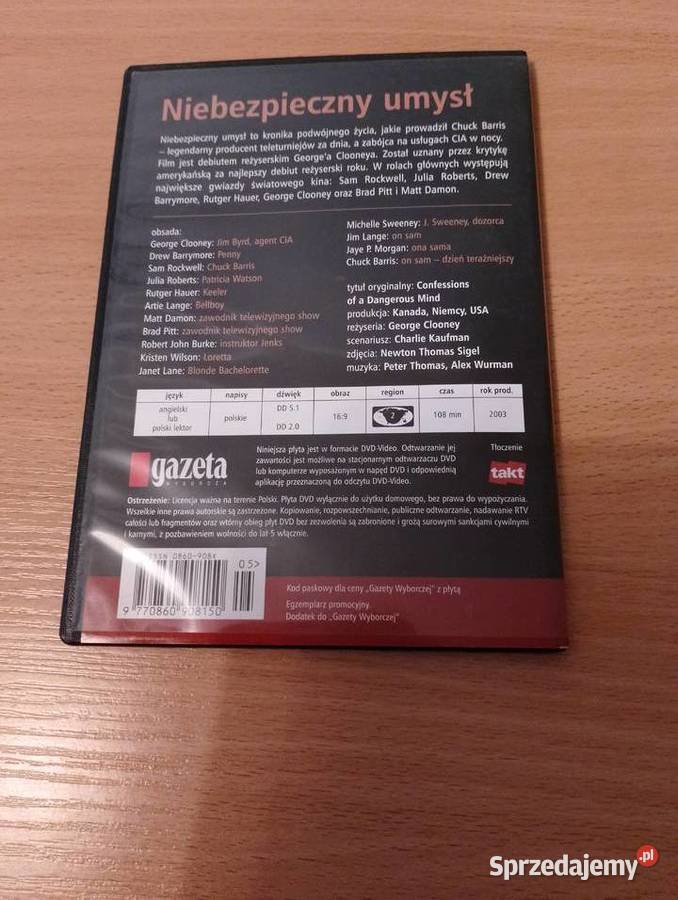 Niebezpieczny umysł
Niebezpieczny umysł to kronika podwójnego życia, jakie prowadził Chuck Barris
– legendarny producent teleturniejów za dnia, a zabójca na usługach CIA w nocy.
Film jest debiutem reżyserskim George'a Clooneya. Został uznany przez krytykę
amerykańską za najlepszy debiut reżyserski roku. W rolach głównych występują
największe gwiazdy światowego kina: Sam Rockwell, Julia Roberts, Drew
Barrymore, Rutger Hauer, George Clooney oraz Brad Pitt i Matt Damon.
obsada:
George Clooney: Jim Byrd, agent CIA
Drew Barrymore: Penny
Sam Rockwell: Chuck Barris
Julia Roberts: Patricia Watson
Rutger Hauer: Keeler
Artie Lange: Bellboy
Matt Damon: zawodnik telewizyjnego show
Brad Pitt: zawodnik telewizyjnego show
Robert John Burke: instruktor Jenks
Kristen Wilson: Loretta
Janet Lane: Blonde Bachelorette
Michelle Sweeney: J. Sweeney, dozorca
Jim Lange: on sam
Jaye P. Morgan: ona sama
Chuck Barris: on sam – dzień teraźniejszy
tytuł oryginalny: Confessions
of a Dangerous Mind
produkcja: Kanada, Niemcy, USA
reżyseria: George Clooney
scenariusz: Charlie Kaufman
zdjęcia: Newton Thomas Sigel
muzyka: Peter Thomas, Alex Wurman
język napisy dźwięk obraz region czas rok prod.
angielski
lub
polski lektor
polskie
DD 5.1
DD 2.0
16:9
2
108 min
2003
gazeta
WYBORCZA
Niniejsza płyta jest w formacie DVD-Video. Odtwarzanie jej
zawartości jest możliwe na stacjonarnym odtwarzaczu DVD
lub komputerze wyposażonym w napęd DVD i odpowiednią
aplikację przeznaczoną do odczytu DVD-Video.
Tłoczenie
takt
Ostrzeżenie: Licencja ważna na terenie Polski. Płyta DVD wyłącznie do użytku domowego, bez prawa do wypożyczania.
Wszelkie inne prawa autorskie są zastrzeżone. Kopiowanie, rozpowszechnianie, publiczne odtwarzanie, nadawanie RTV
całości lub fragmentów oraz wtórny obieg płyt DVD bez zezwolenia są zabronione i grożą surowymi sankcjami cywilnymi
i karnymi, z pozbawieniem wolności do lat 5 włącznie.
ISSN 0860-908X
05>
9 770860 908150
Kod paskowy dla ceny „Gazety Wyborczej" z płytą
Egzemplarz promocyjny.
Dodatek do „Gazety Wyborczej"
Sprzedajemy.pl